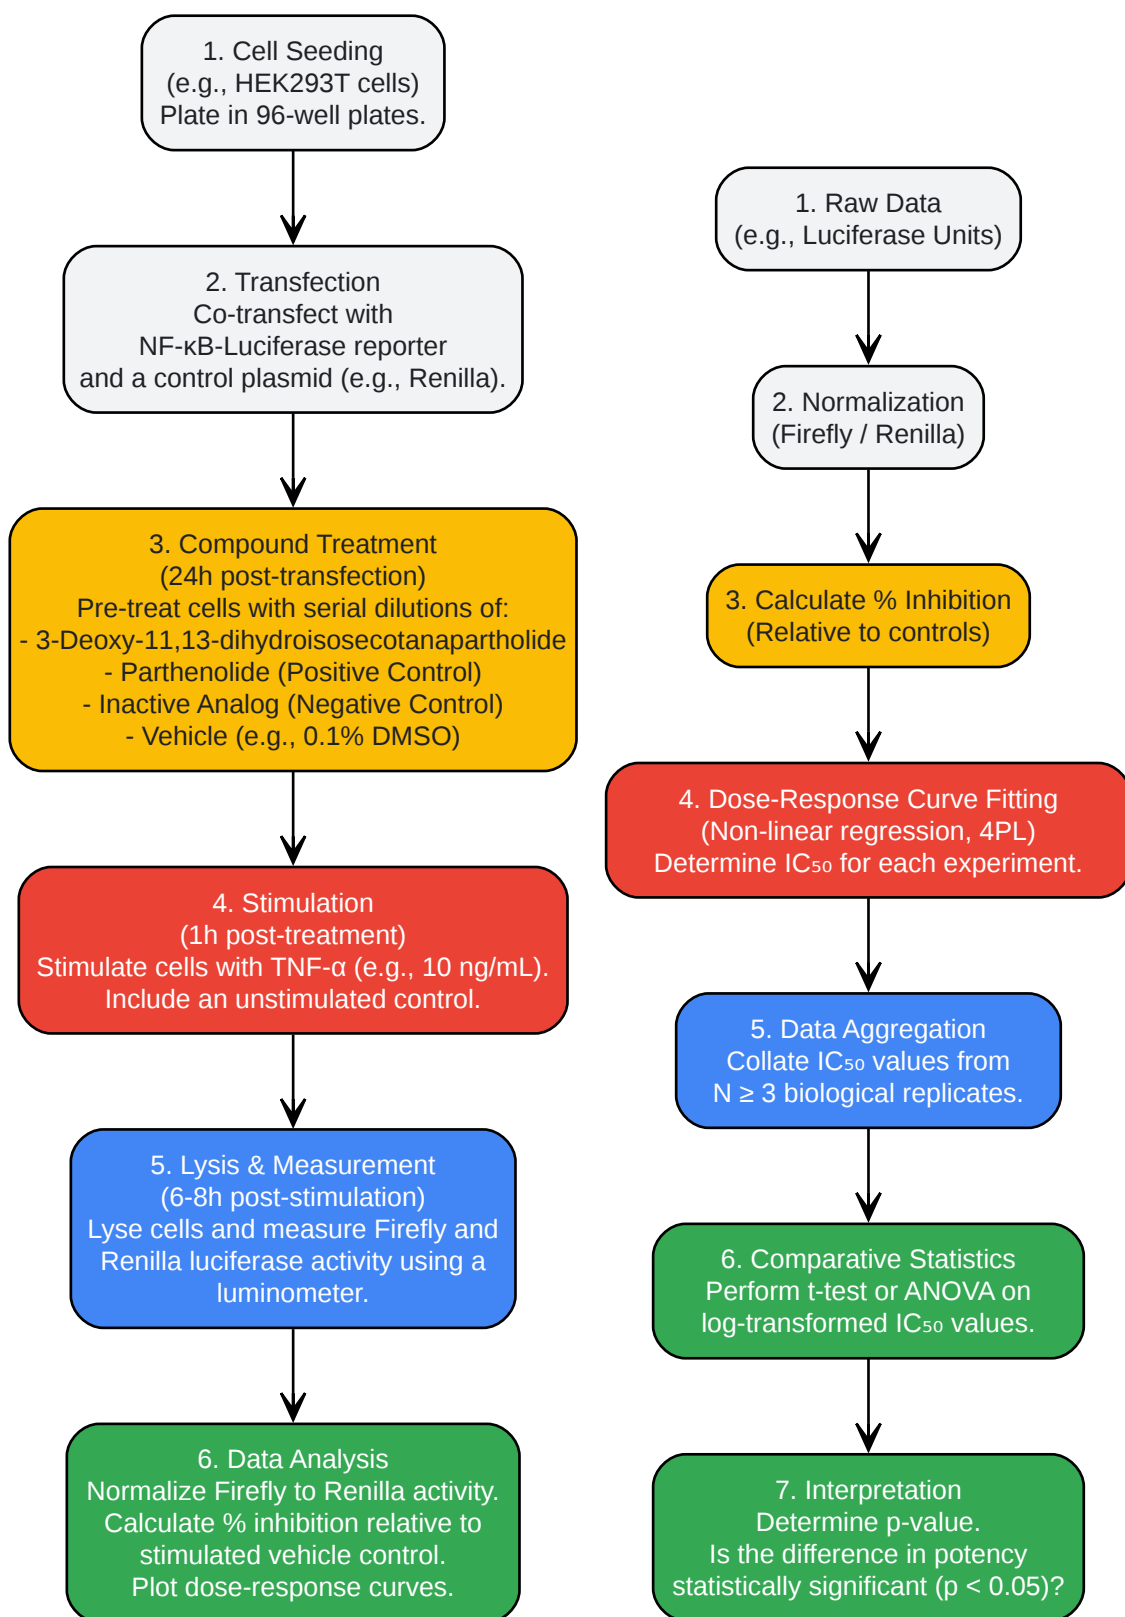 1. Cell Seeding
(e.g., HEK293T cells)
Plate in 96-well plates.
2. Transfection
Co-transfect with
NF-κB-Luciferase reporter
and a control plasmid (e.g., Renilla).
3. Compound Treatment
(24h post-transfection)
Pre-treat cells with serial dilutions of:
- 3-Deoxy-11,13-dihydroisosecotanapartholide
- Parthenolide (Positive Control)
- Inactive Analog (Negative Control)
- Vehicle (e.g., 0.1% DMSO)
4. Stimulation
(1h post-treatment)
Stimulate cells with TNF-α (e.g., 10 ng/mL).
Include an unstimulated control.
5. Lysis & Measurement
(6-8h post-stimulation)
Lyse cells and measure Firefly and
Renilla luciferase activity using a
luminometer.
6. Data Analysis
Normalize Firefly to Renilla activity.
Calculate % inhibition relative to
stimulated vehicle control.
Plot dose-response curves.
1. Raw Data
(e.g., Luciferase Units)
2. Normalization
(Firefly / Renilla)
3. Calculate % Inhibition
(Relative to controls)
4. Dose-Response Curve Fitting
(Non-linear regression, 4PL)
Determine IC₅₀ for each experiment.
5. Data Aggregation
Collate IC₅₀ values from
N ≥ 3 biological replicates.
6. Comparative Statistics
Perform t-test or ANOVA on
log-transformed IC₅₀ values.
7. Interpretation
Determine p-value.
Is the difference in potency
statistically significant (p < 0.05)?